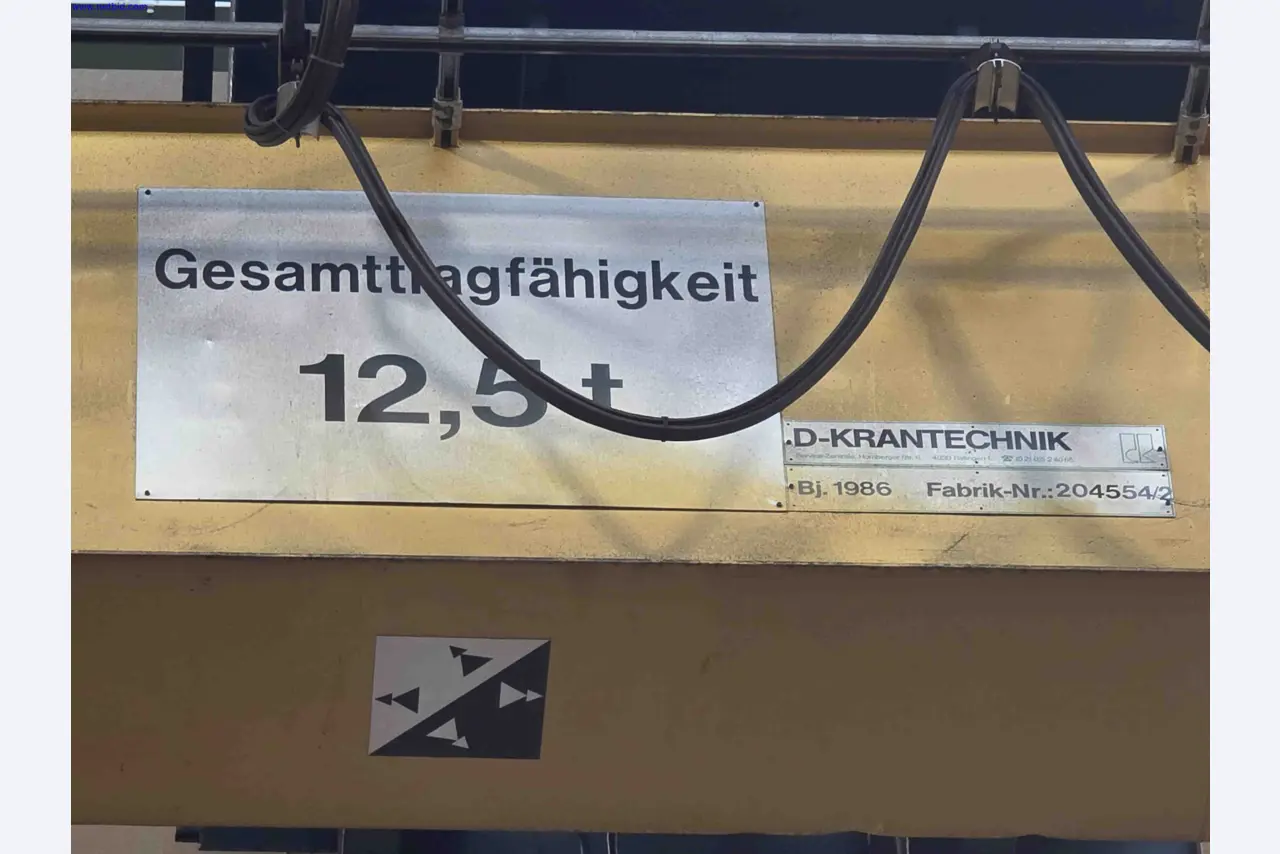 Gesamttragfähigkeit
12,5 t
D-KRANTECHNIK
Bj. 1986 Fabrik-Nr.: 204554/2